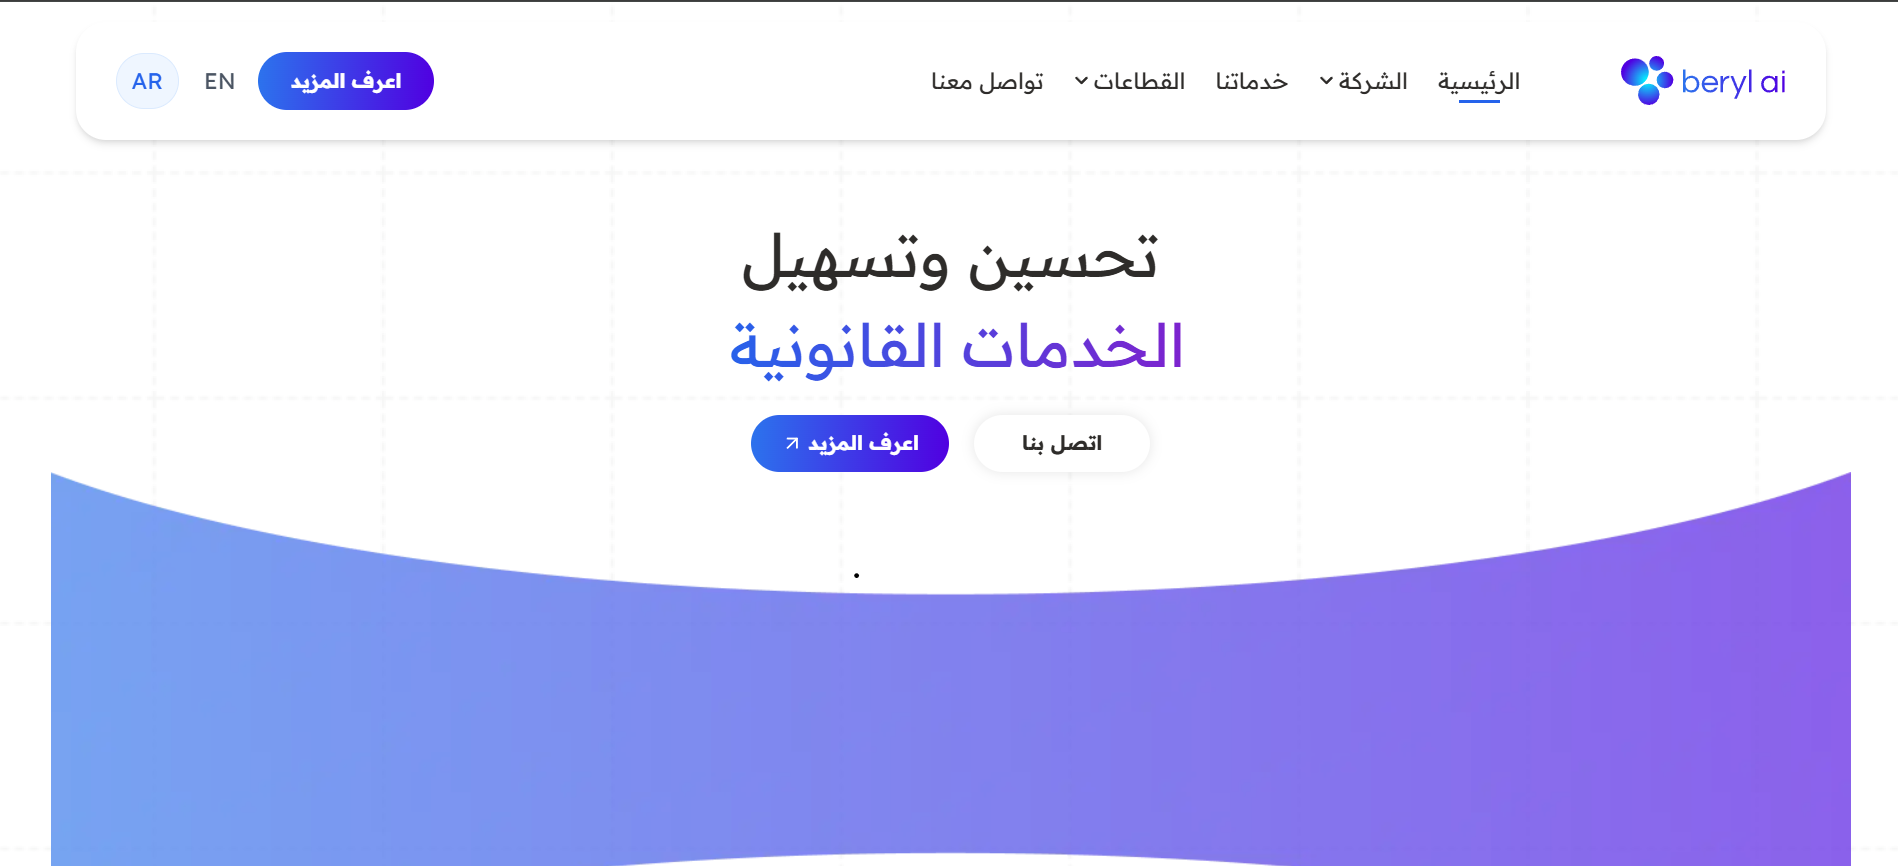 beryl ai
الرئيسية
الشركة
خدماتنا
القطاعات
تواصل معنا
اعرف المزيد
EN
AR
تحسين وتسهيل
الخدمات القانونية
اتصل بنا
اعرف المزيد
.